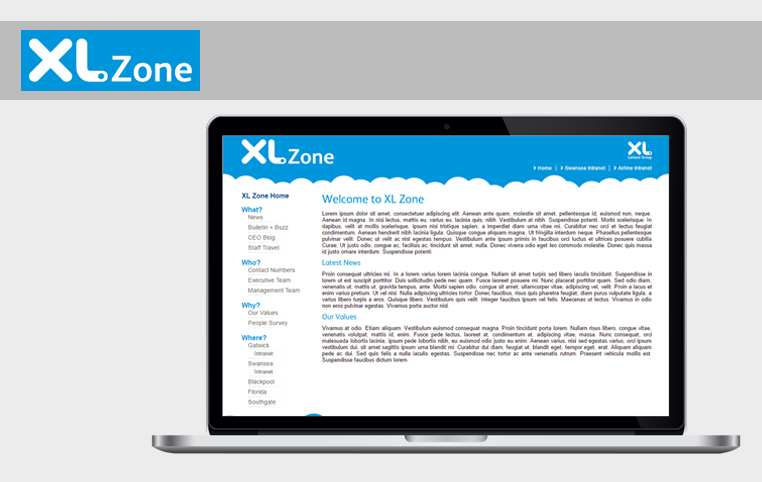 XL Zone
XL Zone
XL
Leisure Group
> Home | > Swansea Intranet | > Airline Intranet
XL Zone Home
What?
News
Bulletin + Buzz
CEO Blog
Staff Travel
Who?
Contact Numbers
Executive Team
Management Team
Why?
Our Values
People Survey
Where?
Gatwick
Intranet
Swansea
Intranet
Blackpool
Florida
Southgate
Welcome to XL Zone
Lorem ipsum dolor sit amet, consectetuer adipiscing elit. Aenean ante quam, molestie sit amet, pellentesque id, euismod non, neque.
Aenean id magna. In nisi lectus, mattis eu, varius eu, lacinia quis, nibh. Vestibulum at nibh. Suspendisse potenti. Morbi scelerisque. In
dapibus, velit at mollis scelerisque, ipsum nisi tristique sapien, a imperdiet diam urna vitae mi. Curabitur nec orci et lectus feugiat
condimentum. Aenean hendrerit nibh lacinia ligula. Quisque congue aliquam orci. Ut fringilla interdum neque. Phasellus pellentesque
pulvinar velit. Donec ut velit ac nisl egestas tempus. Vestibulum ante ipsum primis in faucibus orci luctus et ultrices posuere cubilia
Curae; Ut justo odio, congue ac, facilisis ac, tincidunt sit amet, nulla. Donec viverra odio eget leo commodo molestie. Donec quis massa
id justo ornare interdum. Suspendisse potenti.
Latest News
Proin consequat ultricies mi. In a lorem varius lorem lacinia congue. Nullam sit amet turpis sed libero iaculis tincidunt. Suspendisse in
lorem ut est suscipit porttitor. Duis sollicitudin pede nec quam. Fusce laoreet posuere mi. Nunc placerat porttitor quam. Sed odio diam,
venenatis ut, mattis ut, gravida tempus, ante. Morbi sapien odio, congue sit amet, ullamcorper vitae, adipiscing vel, velit. Proin a lacus et
enim varius pretium. Ut vel nisl. Nulla adipiscing ultricies tortor. Donec faucibus, risus quis pharetra feugiat, diam purus vulputate ligula, a
varius libero turpis a eros. Quisque libero. Vestibulum quis velit. Integer faucibus ipsum vel felis. Maecenas ut lectus. Vivamus in odio
non eros pulvinar egestas. Vivamus porta auctor nisl.
Our Values
Vivamus at odio. Etiam aliquam. Vestibulum euismod consequat magna. Proin tincidunt porta lorem. Nullam risus libero, congue vitae,
venenatis volutpat, mattis id, enim. Fusce pede lectus, laoreet at, condimentum at, adipiscing vitae, massa. Nunc consequat, orci
malesuada lobortis lacinia, ipsum pede lobortis nibh, eu euismod odio justo eu enim. Aenean varius, nisi sed egestas varius, orci ipsum
vestibulum dui, sit amet sagittis ipsum urna blandit mi. Curabitur dui diam, feugiat ut, blandit eget, tempor eget, erat. Aliquam aliquam
pede ac dui. Sed quis felis a nulla iaculis egestas. Suspendisse nec tortor ac ante venenatis rutrum. Praesent vehicula mollis est.
Suspendisse faucibus dictum lorem.